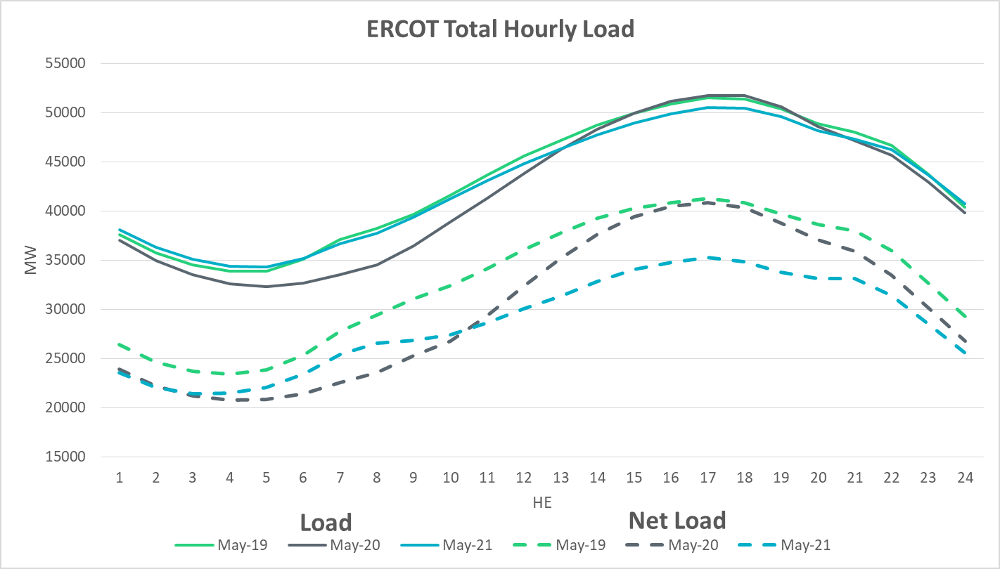 ERCOT Total Hourly Load
55000
50000
45000
40000
35000
30000
25000
20000
15000
MW
1 2 3 4 5 6 7 8 9 10 11 12 13 14 15 16 17 18 19 20 21 22 23 24
HE
Load Net Load
May-19 May-20 May-21 May-19 May-20 May-21